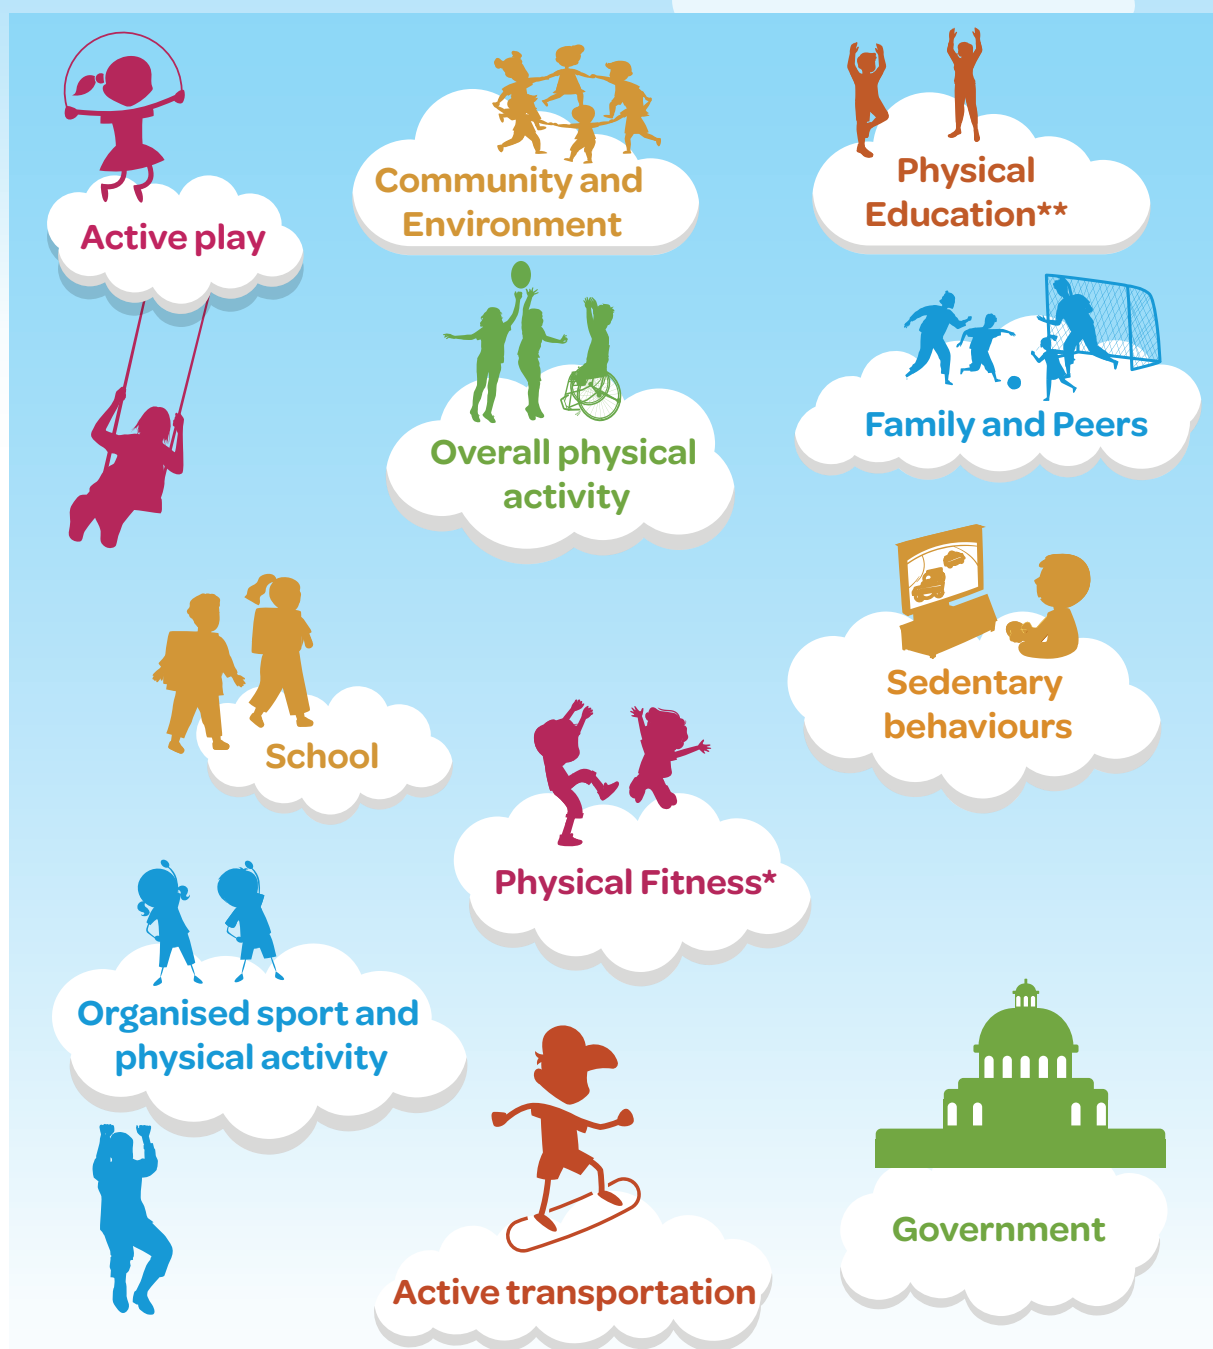 Active play
Community and
Environment
Physical
Education**
Overall physical
activity
Family and Peers
School
Sedentary
behaviours
Physical Fitness*
Organised sport and
physical activity
Active transportation
Government